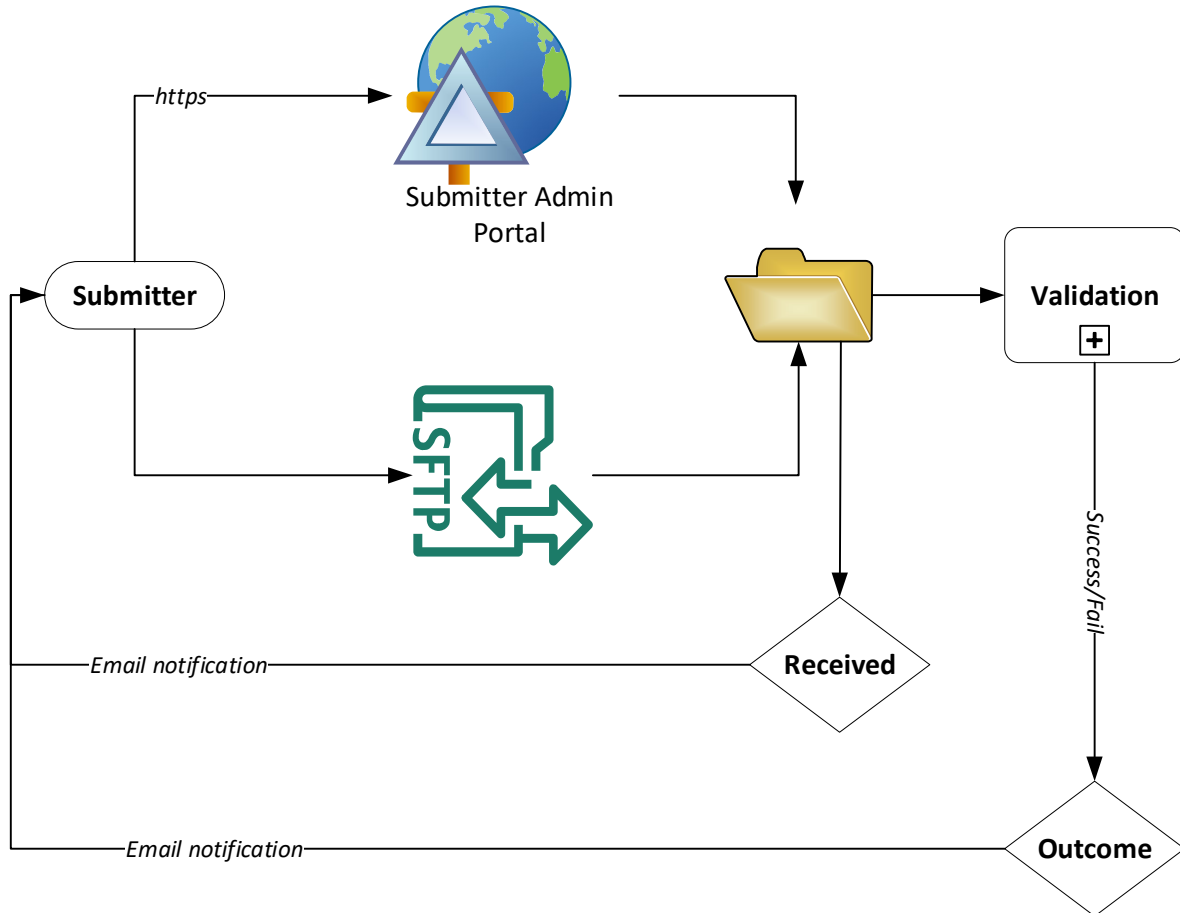 https
Submitter Admin
Portal
Submitter
Validation
SFTP
Success/Fail
Email notification
Received
Email notification
Outcome